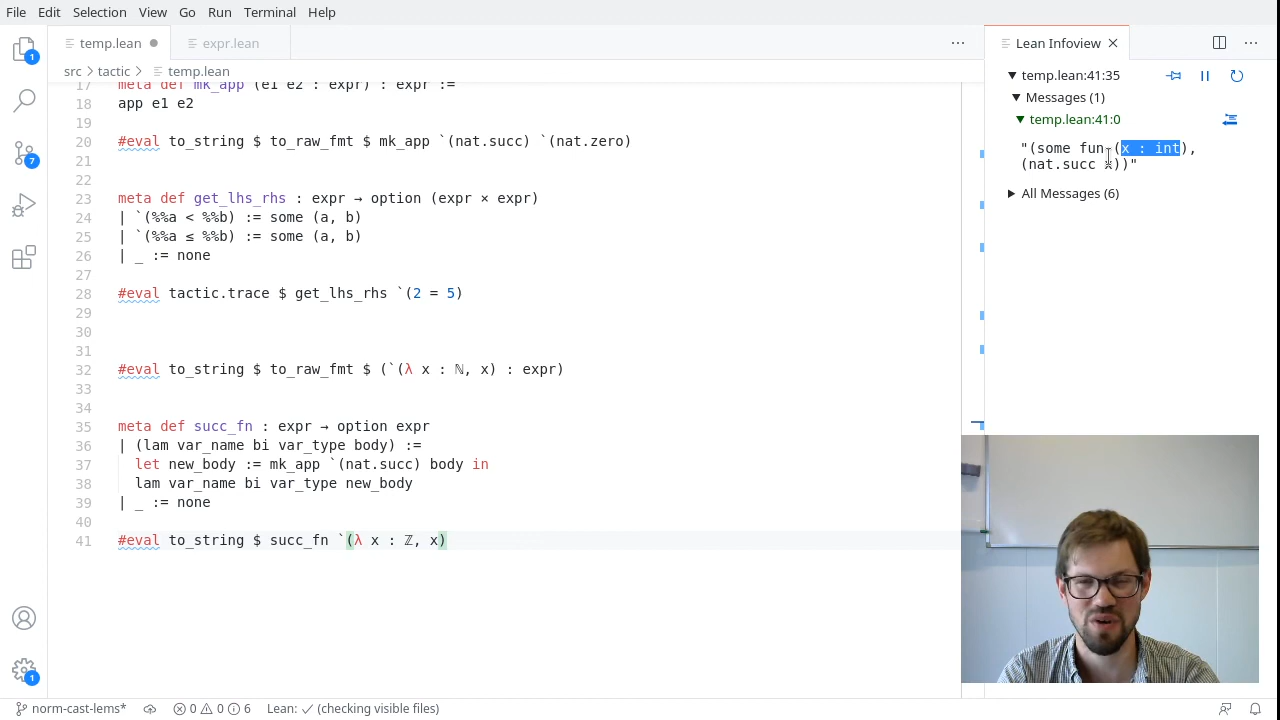 File Edit Selection View Go Run Terminal Help
temp.lean
expr.lean
Lean Infoview
src > tactic > temp.lean
17 meta def mk_app (e1 e2 : expr) : expr :=
18 app e1 e2
19
20 #eval to_string $ to_raw_fmt $ mk_app `(nat.succ) `(nat.zero)
21
22
23 meta def get_lhs_rhs : expr → option (expr × expr)
24 | `(%%a < %%b) := some (a, b)
25 | `(%%a ≤ %%b) := some (a, b)
26 | _ := none
27
28 #eval tactic.trace $ get_lhs_rhs `(2 = 5)
29
30
31
32 #eval to_string $ to_raw_fmt $ (`(λ x : ℕ, x) : expr)
33
34
35 meta def succ_fn : expr → option expr
36 | (lam var_name bi var_type body) :=
37 let new_body := mk_app `(nat.succ) body in
38 lam var_name bi var_type new_body
39 | _ := none
40
41 #eval to_string $ succ_fn `(λ x : ℤ, x)
temp.lean:41:35
Messages (1)
temp.lean:41:0
"(some fun (x : int),
(nat.succ x))"
All Messages (6)
1
7
1
norm-cast-lems* 0 0 6 Lean: ✓ (checking visible files)